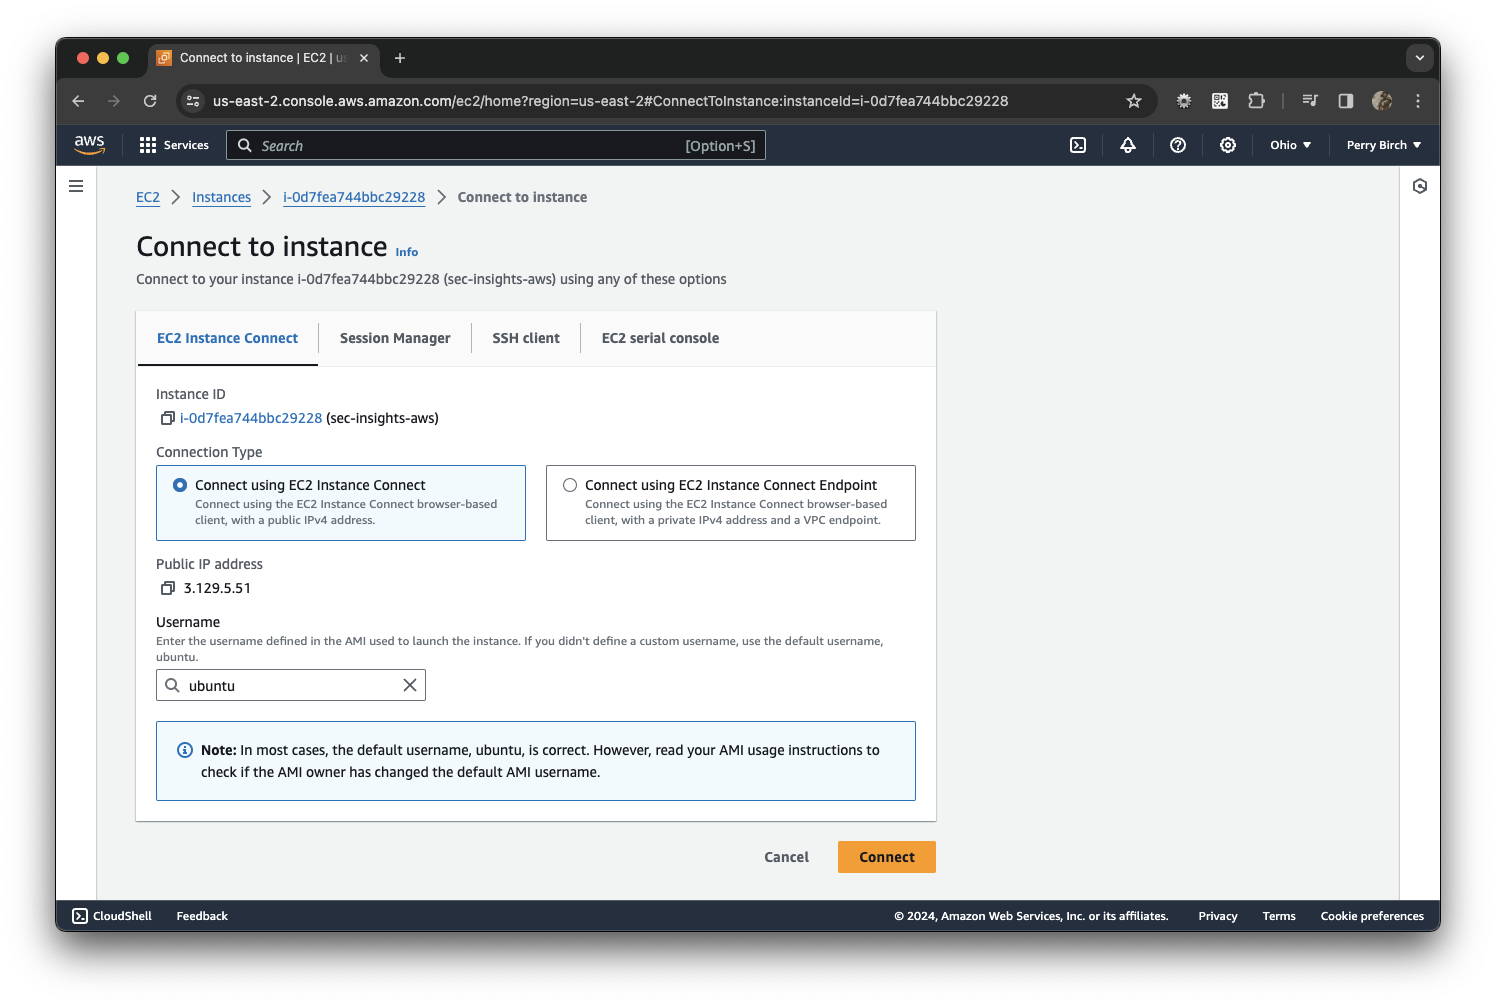 Connect to instance | EC2 | us
us-east-2.console.aws.amazon.com/ec2/home?region=us-east-2#ConnectToInstance:instanceId=i-0d7fea744bbc29228
aws
Services
Search
[Option+S]
Ohio
Perry Birch
EC2
Instances
i-0d7fea744bbc29228
Connect to instance
Connect to instance Info
Connect to your instance i-0d7fea744bbc29228 (sec-insights-aws) using any of these options
EC2 Instance Connect
Session Manager
SSH client
EC2 serial console
Instance ID
i-0d7fea744bbc29228 (sec-insights-aws)
Connection Type
Connect using EC2 Instance Connect
Connect using the EC2 Instance Connect browser-based
client, with a public IPv4 address.
Connect using EC2 Instance Connect Endpoint
Connect using the EC2 Instance Connect browser-based
client, with a private IPv4 address and a VPC endpoint.
Public IP address
3.129.5.51
Username
Enter the username defined in the AMI used to launch the instance. If you didn't define a custom username, use the default username,
ubuntu.
ubuntu
Note: In most cases, the default username, ubuntu, is correct. However, read your AMI usage instructions to
check if the AMI owner has changed the default AMI username.
Cancel
Connect
CloudShell
Feedback
© 2024, Amazon Web Services, Inc. or its affiliates.
Privacy
Terms
Cookie preferences